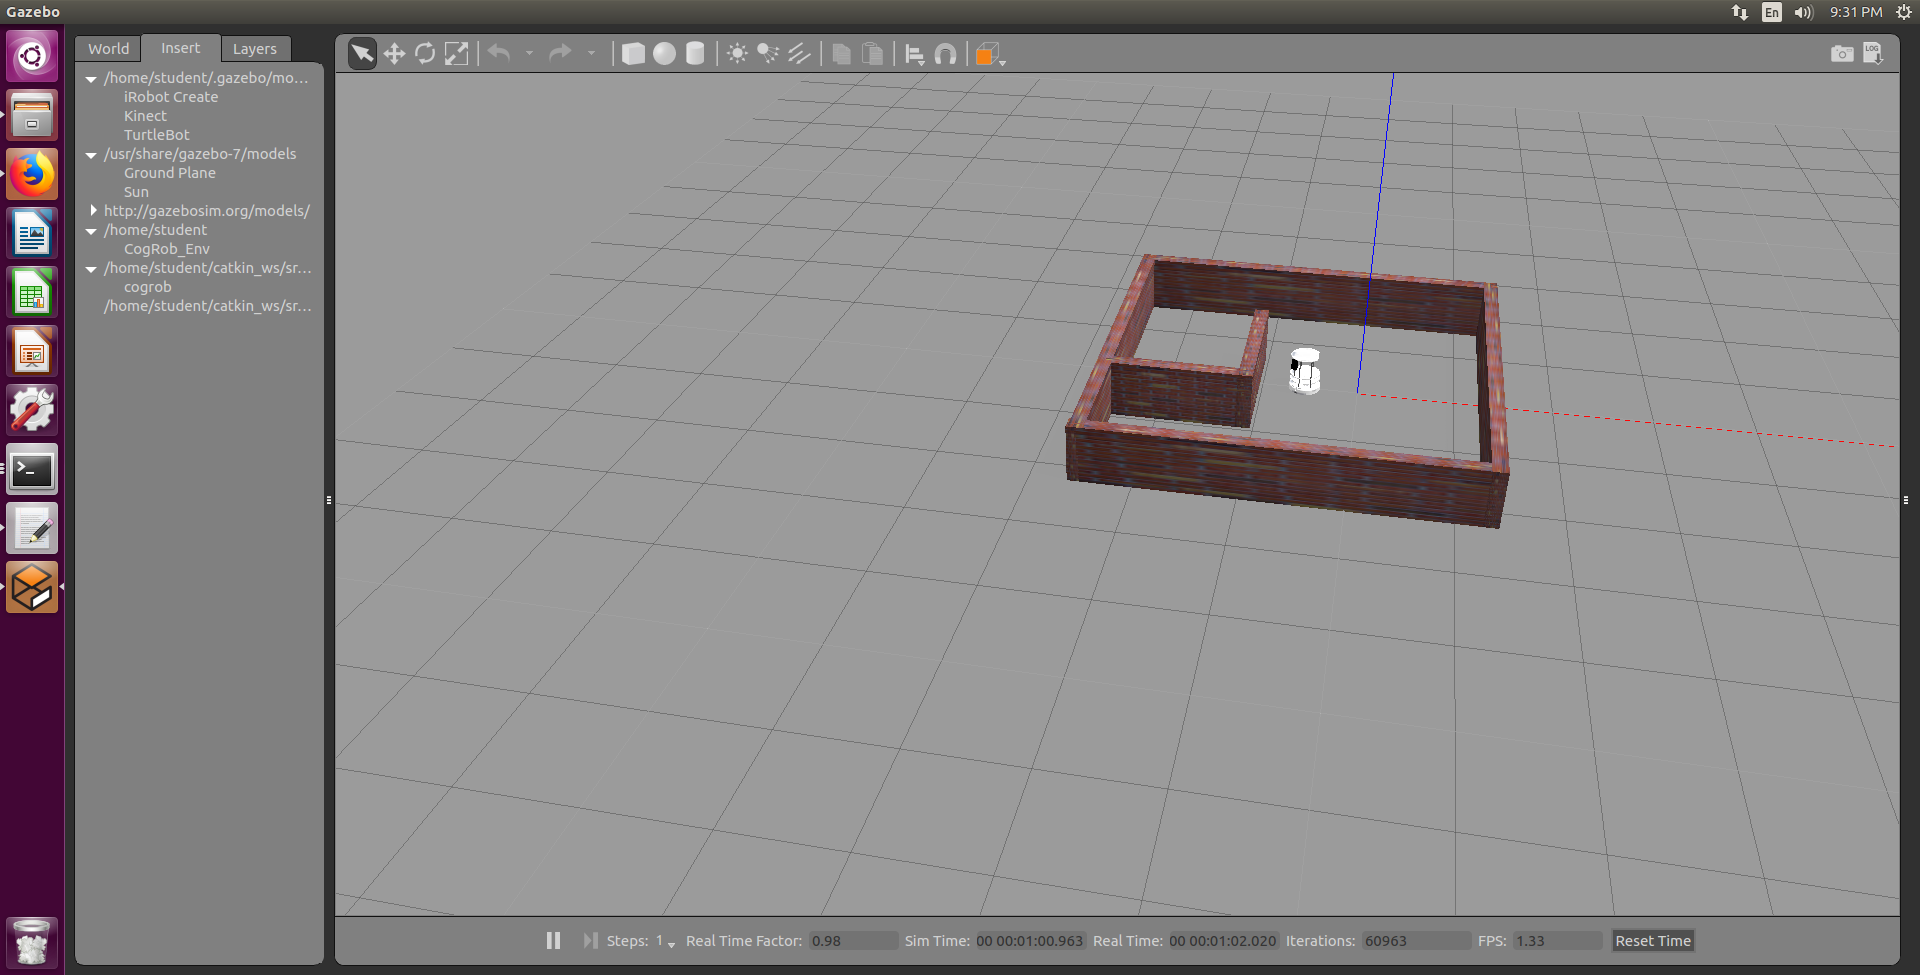 Gazebo
En
9:31 PM
World
Insert
Layers
LOG
/home/student/.gazebo/mo...
iRobot Create
Kinect
TurtleBot
/usr/share/gazebo-7/models
Ground Plane
Sun
http://gazebosim.org/models/
/home/student
CogRob_Env
/home/student/catkin_ws/sr...
cogrob
/home/student/catkin_ws/sr...
Steps: 1 Real Time Factor: 0.98 Sim Time: 00 00:01:00.963 Real Time: 00 00:01:02.020 Iterations: 60963 FPS: 1.33 Reset Time